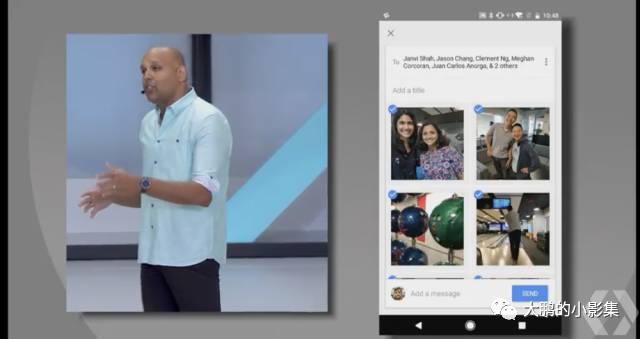 10:48
To Janvi Shah, Jason Chang, Clement Ng, Meghan
Corcoran, Juan Carlos Anorga, & 2 others
Add a title
Add a message
SEND
大鹏的小影集